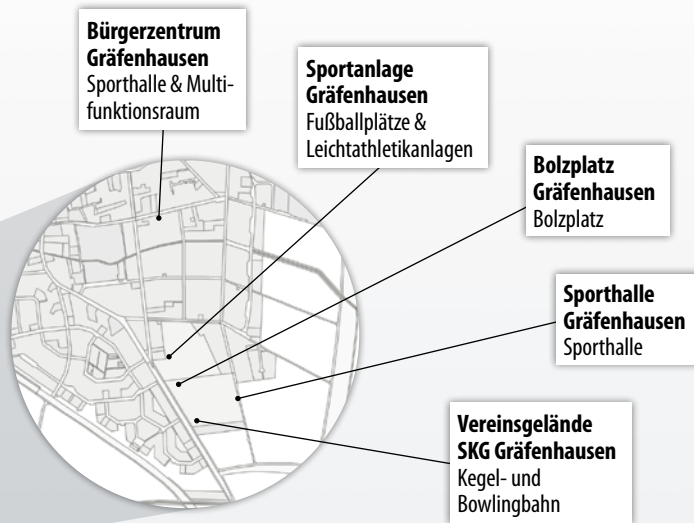 Bürgerzentrum
Gräfenhausen
Sporthalle & Multi-
funktionsraum
Sportanlage
Gräfenhausen
Fußballplätze &
Leichtathletikanlagen
Bolzplatz
Gräfenhausen
Bolzplatz
Sporthalle
Gräfenhausen
Sporthalle
Vereinsgelände
SKG Gräfenhausen
Kegel- und
Bowlingbahn